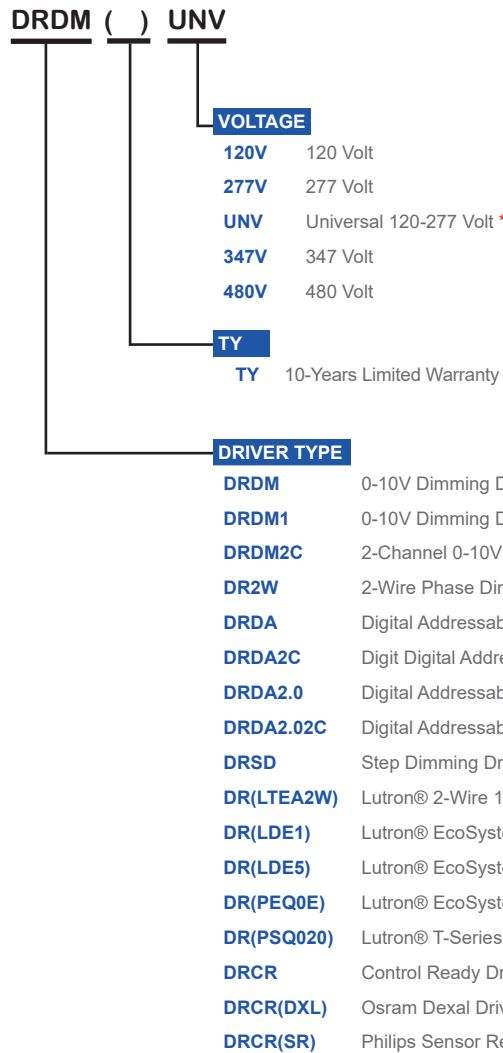 DRDM (  ) UNV
VOLTAGE
120V 120 Volt
277V 277 Volt
UNV Universal 120-277 Volt *
347V 347 Volt
480V 480 Volt
TY
TY 10-Years Limited Warranty
DRIVER TYPE
DRDM 0-10V Dimming
DRDM1 0-10V Dimming
DRDM2C 2-Channel 0-10V
DR2W 2-Wire Phase
DRDA Digital
DRDA2C Digit Digital
DRDA2.0 Digital
DRDA2.02C Digital
DRSD Step Dimming
DR(LTEA2W) Lutron® 2-Wire
DR(LDE1) Lutron®
DR(LDE5) Lutron®
DR(PEQ0E) Lutron®
DR(PSQ020) Lutron® T-Series
DRCR Control Ready
DRCR(DXL) Osram Dexal
DRCR(SR) Philips Sensor